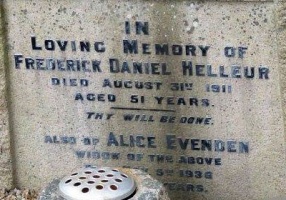 IN
LOVING MEMORY OF
FREDERICK DANIEL HELLEUR
DIED AUGUST 31ST 1911
AGED 51 YEARS.
THY WILL BE DONE.
ALSO OF ALICE EVENDEN
WIDOW OF THE ABOVE
5TH 1936
YEARS.